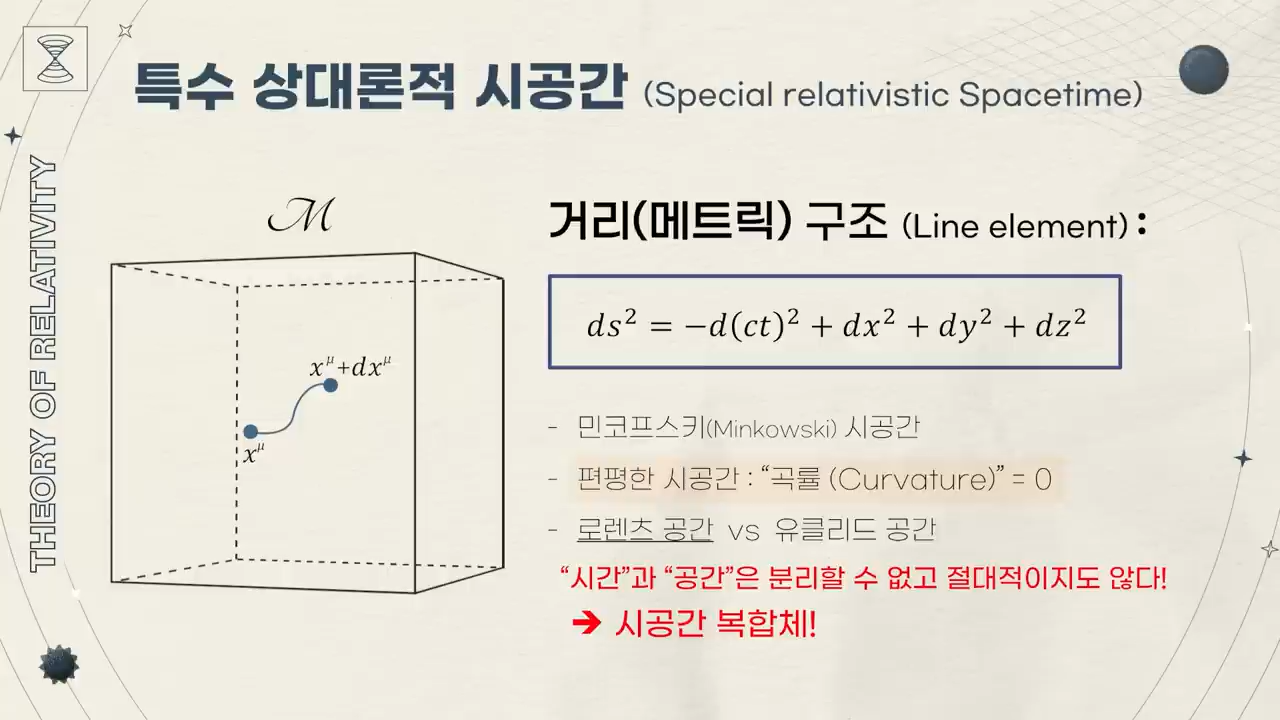 특수 상대론적 시공간 (Special relativistic Spacetime)
THEORY OF RELATIVITY
ℳ
x^μ+dx^μ
x^μ
거리(메트릭) 구조 (Line element) :
ds² = −d(ct)² + dx² + dy² + dz²
- 민코프스키(Minkowski) 시공간
- 편평한 시공간 : “곡률 (Curvature)” = 0
- 로렌츠 공간 vs 유클리드 공간
“시간”과 “공간”은 분리할 수 없고 절대적이지도 않다!
➔ 시공간 복합체!